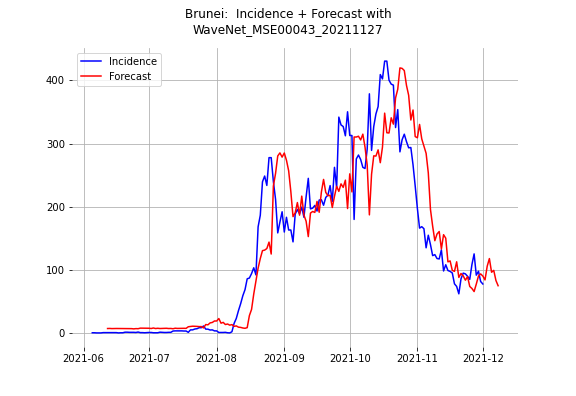 Brunei:  Incidence + Forecast with
WaveNet_MSE00043_20211127
Incidence
Forecast
400
300
200
100
0
2021-06 2021-07 2021-08 2021-09 2021-10 2021-11 2021-12